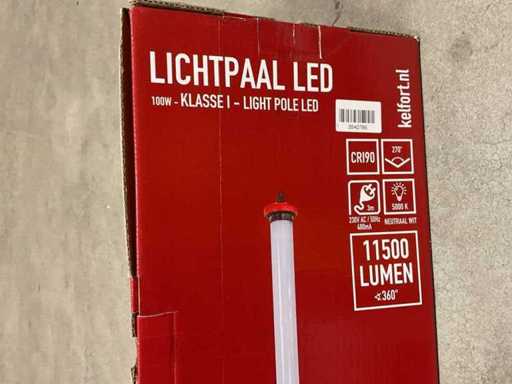 LICHTPAAL LED
100W - KLASSE I - LIGHT POLE LED
kelfort.nl
CRI90
270°
3m
230V AC / 50Hz
480mA
5000 K
NEUTRAAL WIT
11500
LUMEN
360°